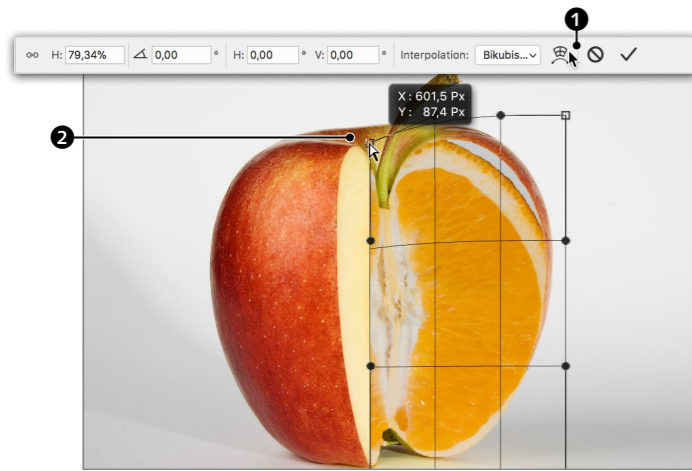 1
H: 79,34% 0,00 ° H: 0,00 ° V: 0,00 ° Interpolation: Bikubis...
X : 601,5 Px
Y : 87,4 Px
2